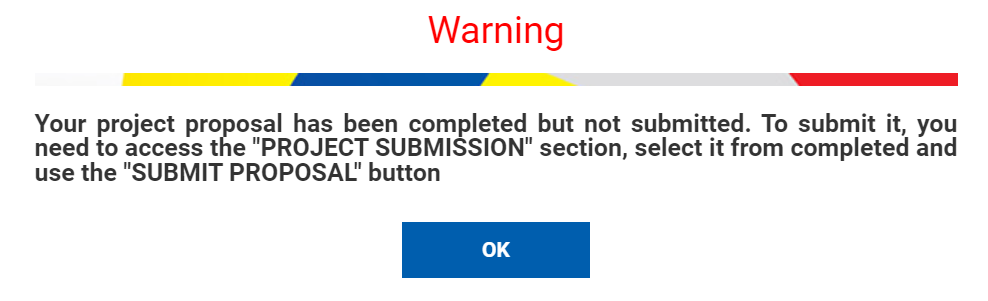 Warning
Your project proposal has been completed but not submitted. To submit it, you
need to access the "PROJECT SUBMISSION" section, select it from completed and
use the "SUBMIT PROPOSAL" button
OK